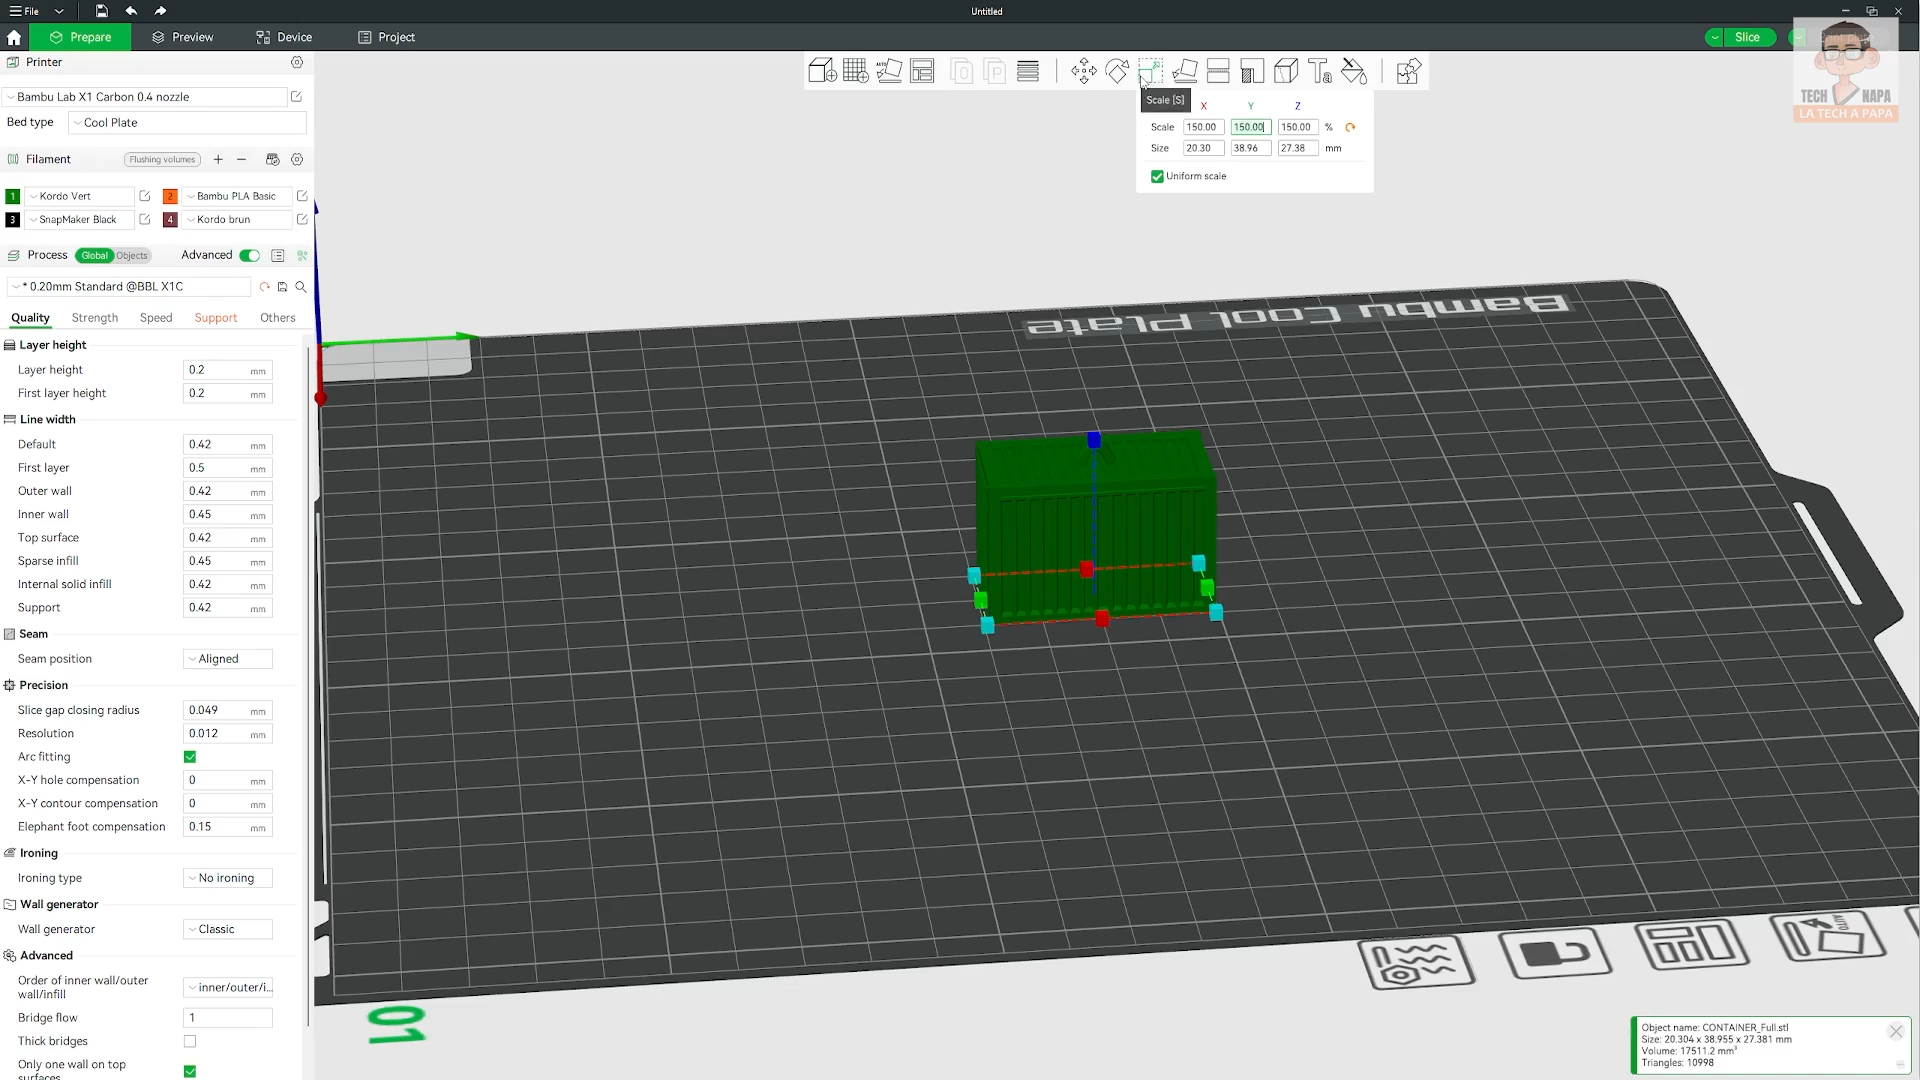 File
Untitled
Prepare
Preview
Device
Project
Slice
Printer
Bambu Lab X1 Carbon 0.4 nozzle
Bed type
Cool Plate
Filament
Flushing volumes
1
Kordo Vert
2
Bambu PLA Basic
3
SnapMaker Black
4
Kordo brun
Process
Global
Objects
Advanced
* 0.20mm Standard @BBL X1C
Quality
Strength
Speed
Support
Others
Layer height
Layer height 0.2 mm
First layer height 0.2 mm
Line width
Default 0.42 mm
First layer 0.5 mm
Outer wall 0.42 mm
Inner wall 0.45 mm
Top surface 0.42 mm
Sparse infill 0.45 mm
Internal solid infill 0.42 mm
Support 0.42 mm
Seam
Seam position Aligned
Precision
Slice gap closing radius 0.049 mm
Resolution 0.012 mm
Arc fitting
X-Y hole compensation 0 mm
X-Y contour compensation 0 mm
Elephant foot compensation 0.15 mm
Ironing
Ironing type No ironing
Wall generator
Wall generator Classic
Advanced
Order of inner wall/outer
wall/infill inner/outer/i...
Bridge flow 1
Thick bridges
Only one wall on top
surfaces
Scale [S]
X Y Z
Scale 150.00 150.00 150.00 %
Size 20.30 38.96 27.38 mm
Uniform scale
TECH NAPA
LA TECH A PAPA
Bambu Cool Plate
01
AUTO
Object name: CONTAINER_Full.stl
Size: 20.304 x 38.955 x 27.381 mm
Volume: 17511.2 mm³
Triangles: 10998